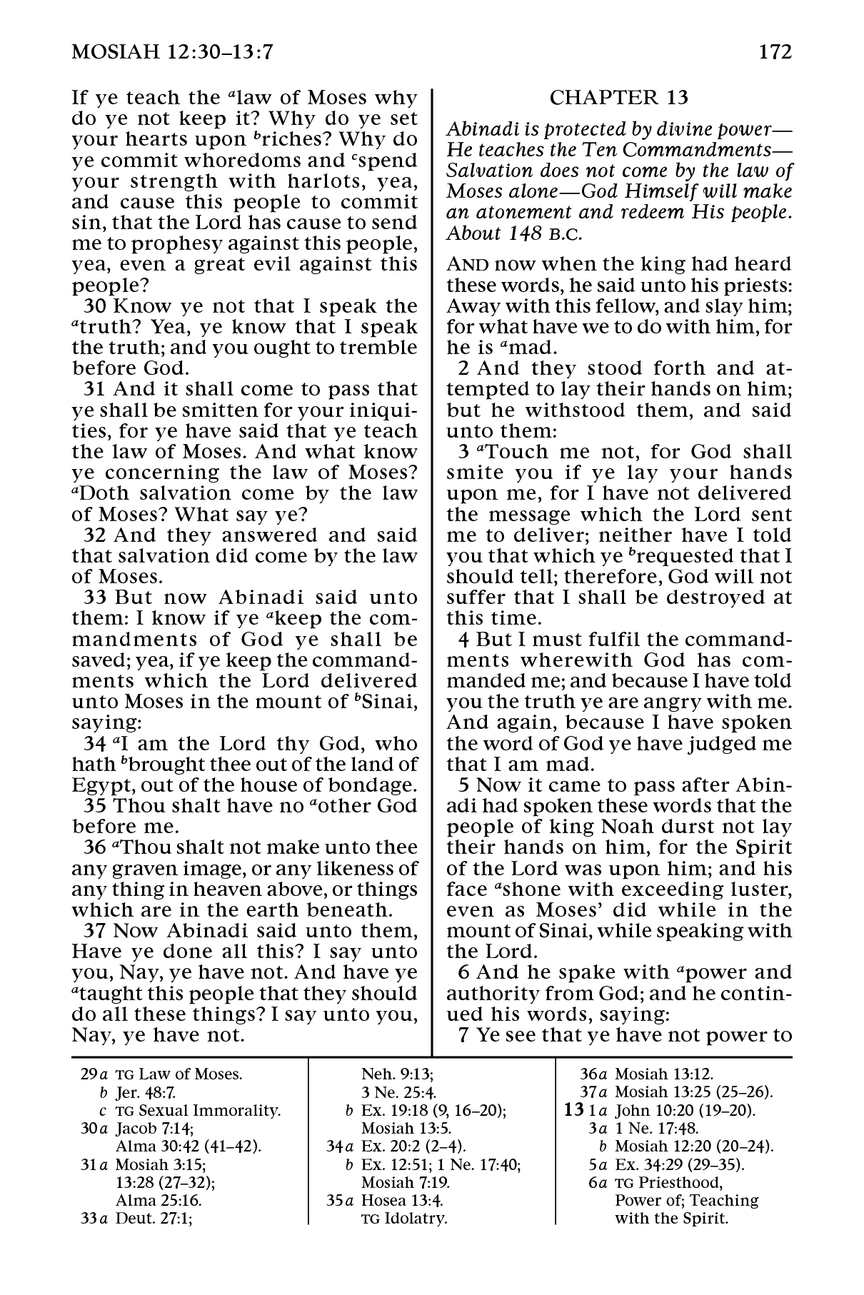 MOSIAH 12:30–13:7
172
If ye teach the ᵃlaw of Moses why
do ye not keep it? Why do ye set
your hearts upon ᵇriches? Why do
ye commit whoredoms and ᶜspend
your strength with harlots, yea,
and cause this people to commit
sin, that the Lord has cause to send
me to prophesy against this people,
yea, even a great evil against this
people?
30 Know ye not that I speak the
ᵃtruth? Yea, ye know that I speak
the truth; and you ought to tremble
before God.
31 And it shall come to pass that
ye shall be smitten for your iniqui-
ties, for ye have said that ye teach
the law of Moses. And what know
ye concerning the law of Moses?
ᵃDoth salvation come by the law
of Moses? What say ye?
32 And they answered and said
that salvation did come by the law
of Moses.
33 But now Abinadi said unto
them: I know if ye ᵃkeep the com-
mandments of God ye shall be
saved; yea, if ye keep the command-
ments which the Lord delivered
unto Moses in the mount of ᵇSinai,
saying:
34 ᵃI am the Lord thy God, who
hath ᵇbrought thee out of the land of
Egypt, out of the house of bondage.
35 Thou shalt have no ᵃother God
before me.
36 ᵃThou shalt not make unto thee
any graven image, or any likeness of
any thing in heaven above, or things
which are in the earth beneath.
37 Now Abinadi said unto them,
Have ye done all this? I say unto
you, Nay, ye have not. And have ye
ᵃtaught this people that they should
do all these things? I say unto you,
Nay, ye have not.
CHAPTER 13
Abinadi is protected by divine power—
He teaches the Ten Commandments—
Salvation does not come by the law of
Moses alone—God Himself will make
an atonement and redeem His people.
About 148 B.C.
AND now when the king had heard
these words, he said unto his priests:
Away with this fellow, and slay him;
for what have we to do with him, for
he is ᵃmad.
2 And they stood forth and at-
tempted to lay their hands on him;
but he withstood them, and said
unto them:
3 ᵃTouch me not, for God shall
smite you if ye lay your hands
upon me, for I have not delivered
the message which the Lord sent
me to deliver; neither have I told
you that which ye ᵇrequested that I
should tell; therefore, God will not
suffer that I shall be destroyed at
this time.
4 But I must fulfil the command-
ments wherewith God has com-
manded me; and because I have told
you the truth ye are angry with me.
And again, because I have spoken
the word of God ye have judged me
that I am mad.
5 Now it came to pass after Abin-
adi had spoken these words that the
people of king Noah durst not lay
their hands on him, for the Spirit
of the Lord was upon him; and his
face ᵃshone with exceeding luster,
even as Moses’ did while in the
mount of Sinai, while speaking with
the Lord.
6 And he spake with ᵃpower and
authority from God; and he contin-
ued his words, saying:
7 Ye see that ye have not power to
29a TG Law of Moses.
b Jer. 48:7.
c TG Sexual Immorality.
30a Jacob 7:14;
Alma 30:42 (41–42).
31a Mosiah 3:15;
13:28 (27–32);
Alma 25:16.
33a Deut. 27:1;
Neh. 9:13;
3 Ne. 25:4.
b Ex. 19:18 (9, 16–20);
Mosiah 13:5.
34a Ex. 20:2 (2–4).
b Ex. 12:51; 1 Ne. 17:40;
Mosiah 7:19.
35a Hosea 13:4.
TG Idolatry.
36a Mosiah 13:12.
37a Mosiah 13:25 (25–26).
13 1a John 10:20 (19–20).
3a 1 Ne. 17:48.
b Mosiah 12:20 (20–24).
5a Ex. 34:29 (29–35).
6a TG Priesthood,
Power of; Teaching
with the Spirit.